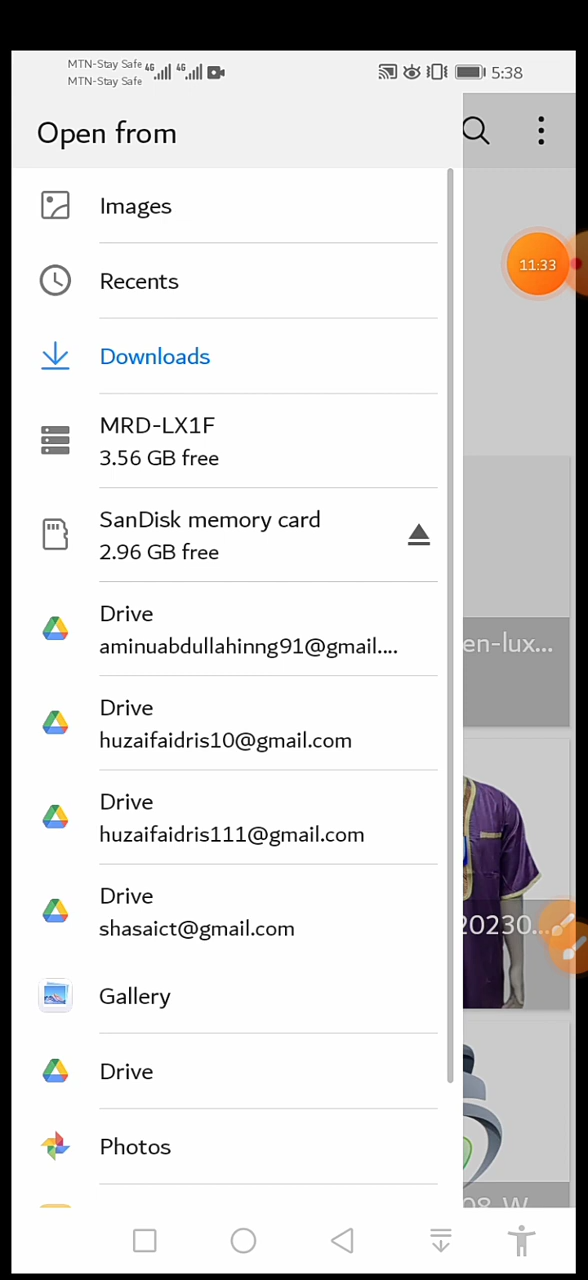 MTN-Stay Safe 4G 4G 5:38
MTN-Stay Safe
Open from
11:33
Images
Recents
Downloads
MRD-LX1F
3.56 GB free
SanDisk memory card
2.96 GB free
Drive
aminuabdullahinng91@gmail....
en-lux...
Drive
huzaifaidris10@gmail.com
Drive
huzaifaidris111@gmail.com
Drive
20230...
shasaict@gmail.com
Gallery
Drive
Photos